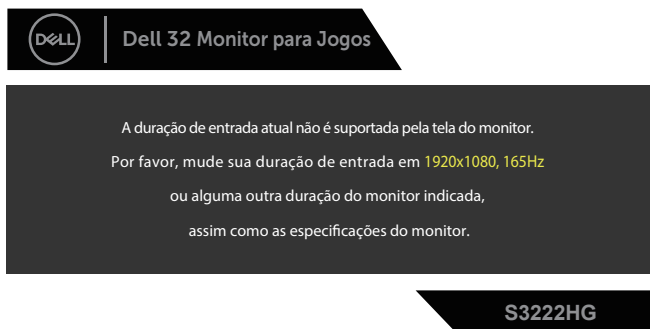 DELL
Dell 32 Monitor para Jogos
A duração de entrada atual não é suportada pela tela do monitor.
Por favor, mude sua duração de entrada em 1920x1080, 165Hz
ou alguma outra duração do monitor indicada,
assim como as especificações do monitor.
S3222HG